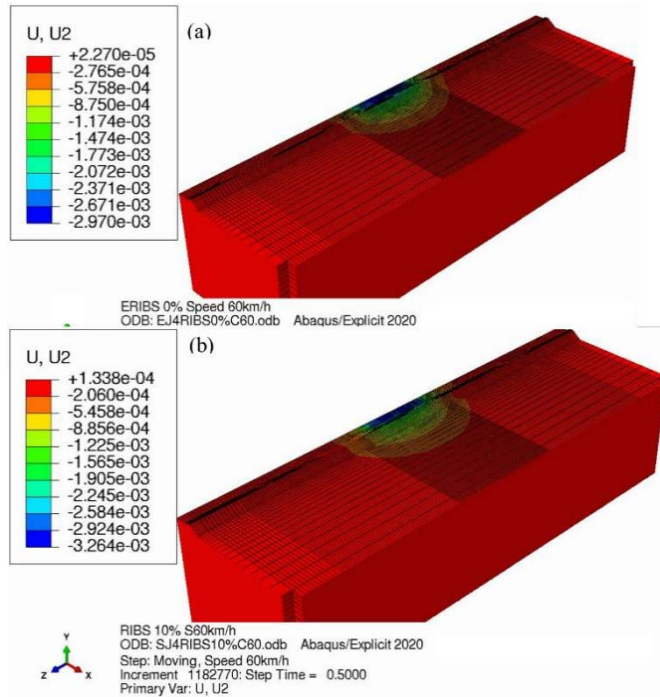 (a)
U, U2
+2.270e-05
-2.765e-04
-5.758e-04
-8.750e-04
-1.174e-03
-1.474e-03
-1.773e-03
-2.072e-03
-2.371e-03
-2.671e-03
-2.970e-03
ERIBS 0% Speed 60km/h
ODB: EJ4RIBS0%C60.odb Abaqus/Explicit 2020
(b)
U, U2
+1.338e-04
-2.060e-04
-5.458e-04
-8.856e-04
-1.225e-03
-1.565e-03
-1.905e-03
-2.245e-03
-2.584e-03
-2.924e-03
-3.264e-03
RIBS 10% S60km/h
ODB: SJ4RIBS10%C60.odb Abaqus/Explicit 2020
Step: Moving, Speed 60km/h
Increment 1182770: Step Time = 0.5000
Primary Var: U, U2
Y
Z X